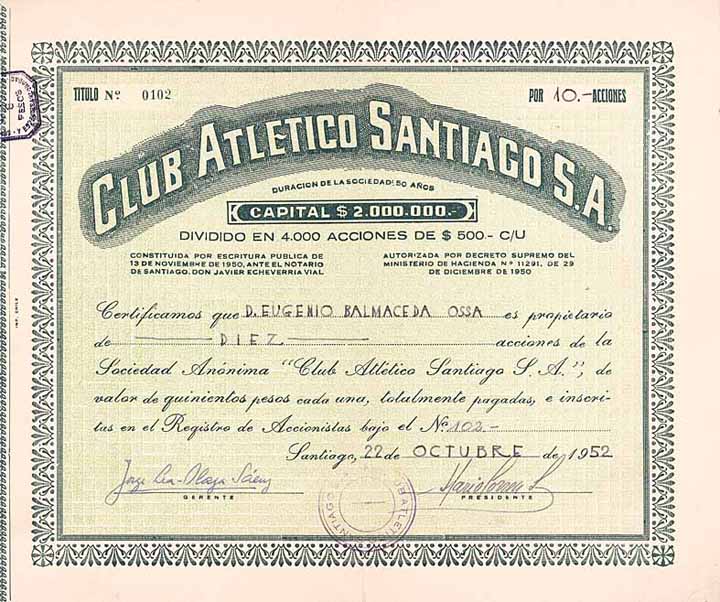 TITULO Nº 0102
POR 10.- ACCIONES
CLUB ATLETICO SANTIAGO S.A.
DURACION DE LA SOCIEDAD: 50 AÑOS
CAPITAL $ 2.000.000.-
DIVIDIDO EN 4.000 ACCIONES DE $ 500.- C/U
CONSTITUIDA POR ESCRITURA PUBLICA DE
13 DE NOVIEMBRE DE 1950, ANTE EL NOTARIO
DE SANTIAGO. DON JAVIER ECHEVERRIA VIAL
AUTORIZADA POR DECRETO SUPREMO DEL
MINISTERIO DE HACIENDA Nº 11291, DE 29
DE DICIEMBRE DE 1950
Certificamos que D. EUGENIO BALMACEDA OSSA es propietario
de DIEZ acciones de la
Sociedad Anónima "Club Atlético Santiago S. A.", de
valor de quinientos pesos cada una, totalmente pagadas, e inscri-
tas en el Registro de Accionistas bajo el Nº 102.-
Santiago, 22 de OCTUBRE de 1952
GERENTE
PRESIDENTE
SANTIAGO
PESOS